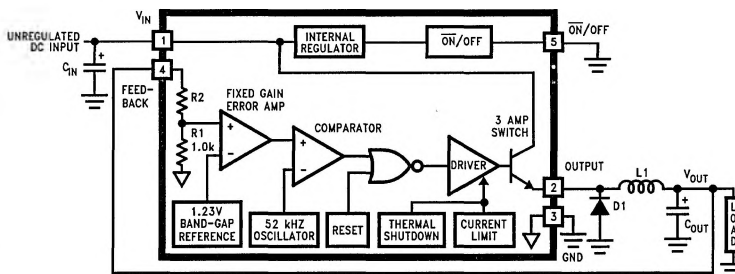 V_IN
UNREGULATED
DC INPUT
1
INTERNAL
REGULATOR
O̅N̅/OFF
5
O̅N̅/OFF
C_IN
+
4
FEED-
BACK
R2
FIXED GAIN
ERROR AMP
R1
1.0k
+
-
COMPARATOR
+
-
DRIVER
3 AMP
SWITCH
OUTPUT
2
L1
V_OUT
D1
+
C_OUT
LOAD
3
GND
1.23V
BAND-GAP
REFERENCE
52 kHZ
OSCILLATOR
RESET
THERMAL
SHUTDOWN
CURRENT
LIMIT